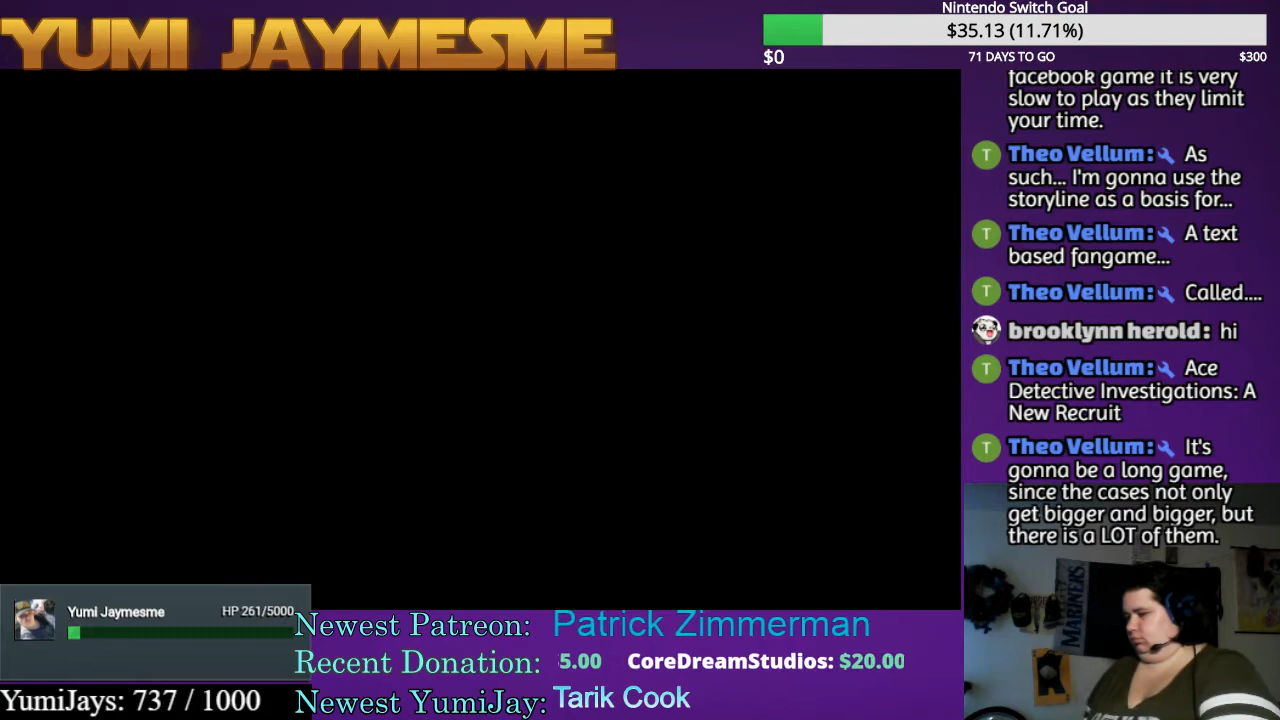 YUMI JAYMESME
Nintendo Switch Goal
$35.13 (11.71%)
$0
71 DAYS TO GO
$300
facebook game it is very
slow to play as they limit
your time.
T Theo Vellum: As
such... I'm gonna use the
storyline as a basis for...
T Theo Vellum: A text
based fangame...
T Theo Vellum: Called....
brooklynn herold: hi
T Theo Vellum: Ace
Detective Investigations: A
New Recruit
T Theo Vellum: It's
gonna be a long game,
since the cases not only
get bigger and bigger, but
there is a LOT of them.
MARINERS
Yumi Jaymesme HP 261/5000
Newest Patreon: Patrick Zimmerman
Recent Donation: 5.00 CoreDreamStudios: $20.00
YumiJays: 737 / 1000
Newest YumiJay: Tarik Cook